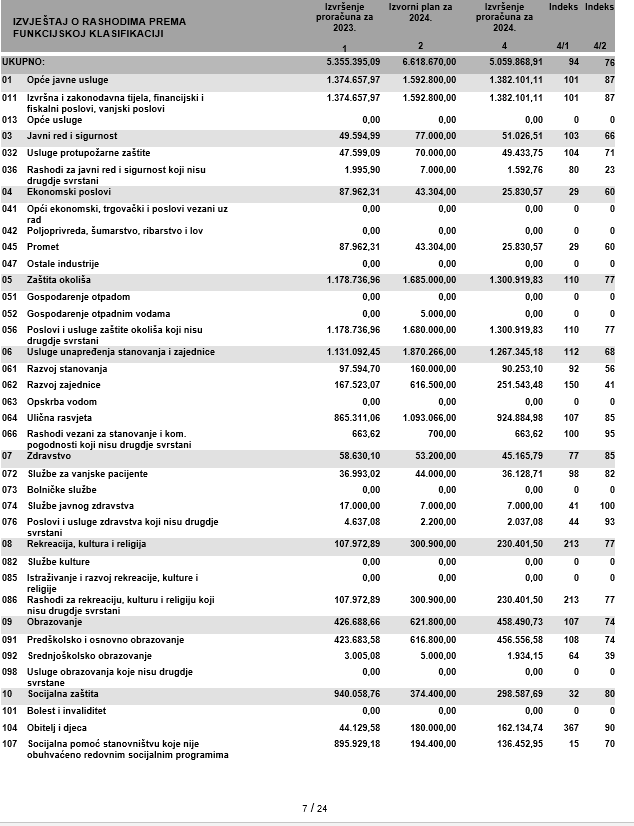 IZVJEŠTAJ O RASHODIMA PREMA FUNKCIJSKOJ KLASIFIKACIJI
Izvršenje proračuna za 2023. Izvorni plan za 2024. Izvršenje proračuna za 2024. Indeks Indeks
1 2 4 4/1 4/2
UKUPNO: 5.355.395,09 6.618.670,00 5.059.868,91 94 76
01 Opće javne usluge 1.374.657,97 1.592.800,00 1.382.101,11 101 87
011 Izvršna i zakonodavna tijela, financijski i 1.374.657,97 1.592.800,00 1.382.101,11 101 87
fiskalni poslovi, vanjski poslovi
013 Opće usluge 0,00 0,00 0,00 0 0
03 Javni red i sigurnost 49.594,99 77.000,00 51.026,51 103 66
032 Usluge protupožarne zaštite 47.599,09 70.000,00 49.433,75 104 71
036 Rashodi za javni red i sigurnost koji nisu 1.995,90 7.000,00 1.592,76 80 23
drugdje svrstani
04 Ekonomski poslovi 87.962,31 43.304,00 25.830,57 29 60
041 Opći ekonomski, trgovački i poslovi vezani uz 0,00 0,00 0,00 0 0
rad
042 Poljoprivreda, šumarstvo, ribarstvo i lov 0,00 0,00 0,00 0 0
045 Promet 87.962,31 43.304,00 25.830,57 29 60
047 Ostale industrije 0,00 0,00 0,00 0 0
05 Zaštita okoliša 1.178.736,96 1.685.000,00 1.300.919,83 110 77
051 Gospodarenje otpadom 0,00 0,00 0,00 0 0
052 Gospodarenje otpadnim vodama 0,00 5.000,00 0,00 0 0
056 Poslovi i usluge zaštite okoliša koji nisu 1.178.736,96 1.680.000,00 1.300.919,83 110 77
drugdje svrstani
06 Usluge unapređenja stanovanja i zajednice 1.131.092,45 1.870.266,00 1.267.345,18 112 68
061 Razvoj stanovanja 97.594,70 160.000,00 90.253,10 92 56
062 Razvoj zajednice 167.523,07 616.500,00 251.543,48 150 41
063 Opskrba vodom 0,00 0,00 0,00 0 0
064 Ulična rasvjeta 865.311,06 1.093.066,00 924.884,98 107 85
066 Rashodi vezani za stanovanje i kom. 663,62 700,00 663,62 100 95
pogodnosti koji nisu drugdje svrstani
07 Zdravstvo 58.630,10 53.200,00 45.165,79 77 85
072 Službe za vanjske pacijente 36.993,02 44.000,00 36.128,71 98 82
073 Bolničke službe 0,00 0,00 0,00 0 0
074 Službe javnog zdravstva 17.000,00 7.000,00 7.000,00 41 100
076 Poslovi i usluge zdravstva koji nisu drugdje 4.637,08 2.200,00 2.037,08 44 93
svrstani
08 Rekreacija, kultura i religija 107.972,89 300.900,00 230.401,50 213 77
082 Službe kulture 0,00 0,00 0,00 0 0
085 Istraživanje i razvoj rekreacije, kulture i 0,00 0,00 0,00 0 0
religije
086 Rashodi za rekreaciju, kulturu i religiju koji 107.972,89 300.900,00 230.401,50 213 77
nisu drugdje svrstani
09 Obrazovanje 426.688,66 621.800,00 458.490,73 107 74
091 Predškolsko i osnovno obrazovanje 423.683,58 616.800,00 456.556,58 108 74
092 Srednjoškolsko obrazovanje 3.005,08 5.000,00 1.934,15 64 39
098 Usluge obrazovanja koje nisu drugdje 0,00 0,00 0,00 0 0
svrstane
10 Socijalna zaštita 940.058,76 374.400,00 298.587,69 32 80
101 Bolest i invaliditet 0,00 0,00 0,00 0 0
104 Obitelj i djeca 44.129,58 180.000,00 162.134,74 367 90
107 Socijalna pomoć stanovništvu koje nije 895.929,18 194.400,00 136.452,95 15 70
obuhvaćeno redovnim socijalnim programima
7 / 24